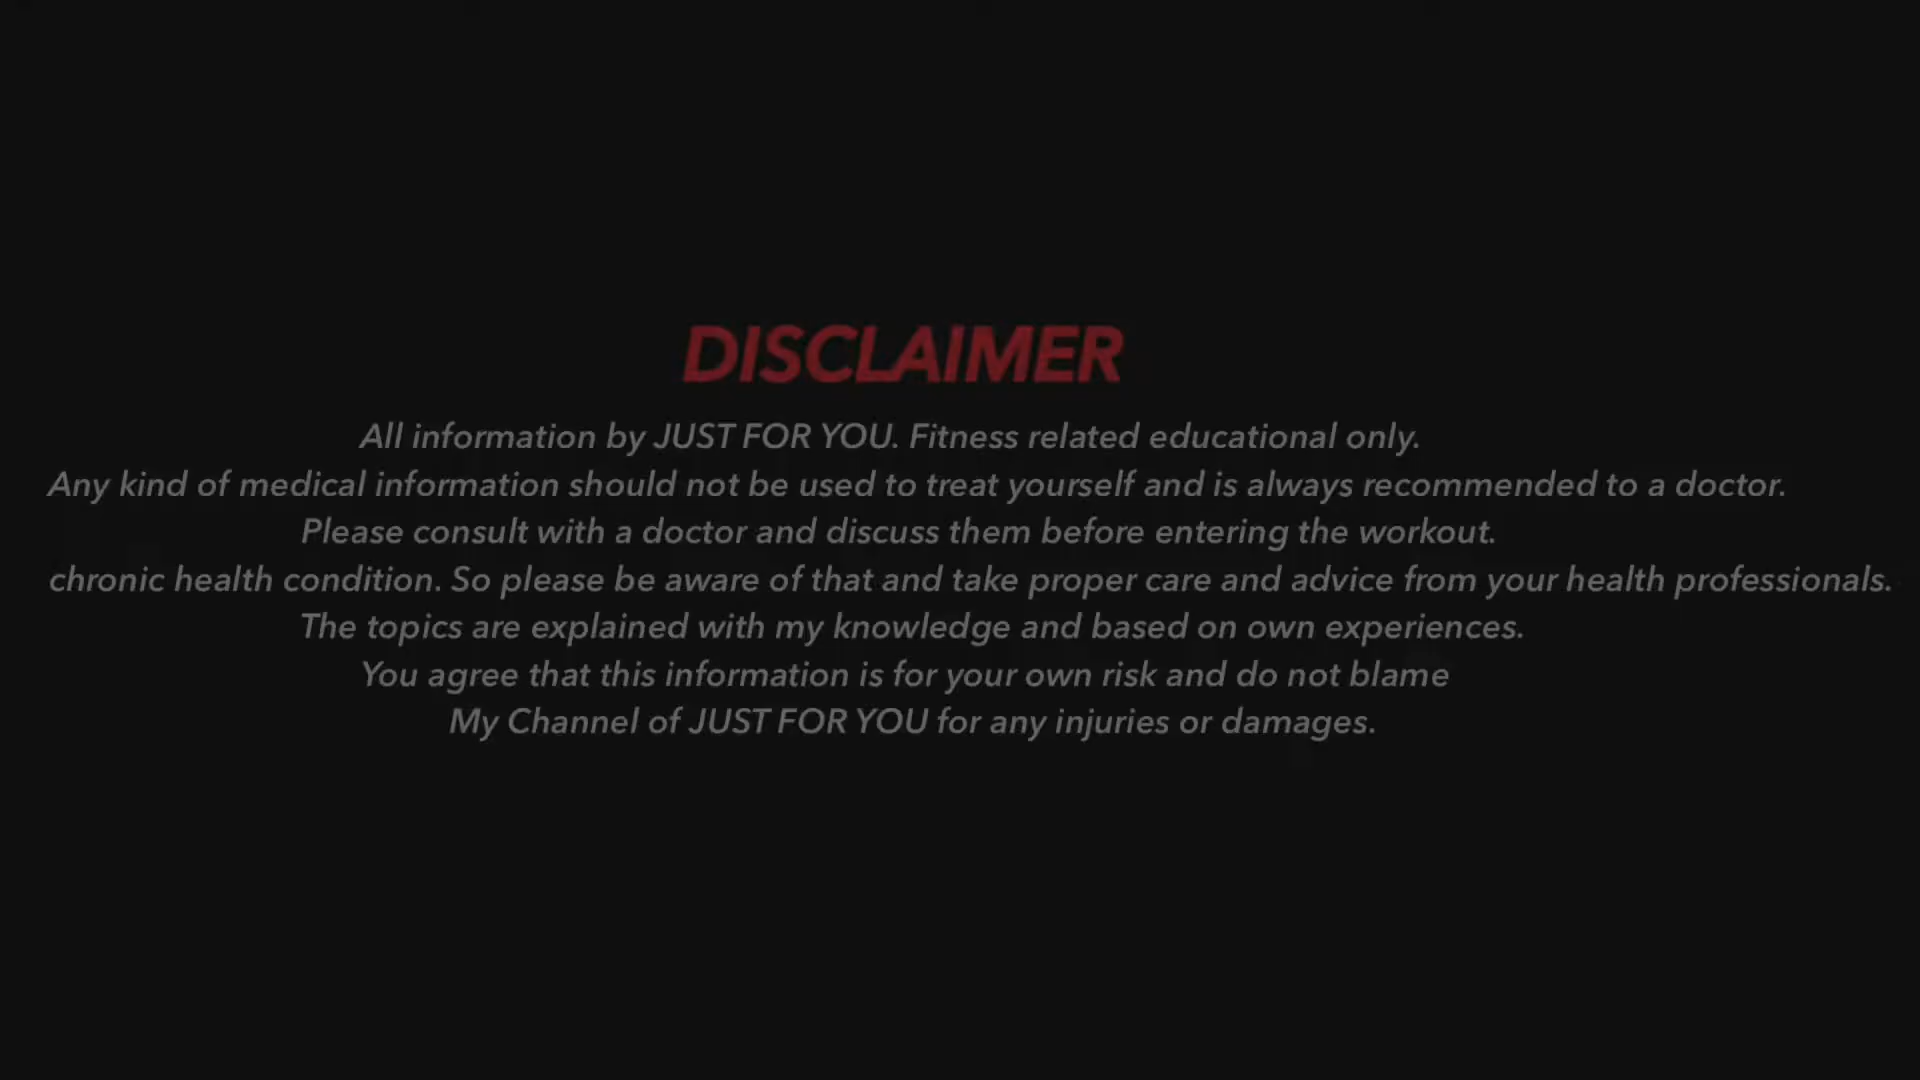 DISCLAIMER
All information by JUST FOR YOU. Fitness related educational only.
Any kind of medical information should not be used to treat yourself and is always recommended to a doctor.
Please consult with a doctor and discuss them before entering the workout.
chronic health condition. So please be aware of that and take proper care and advice from your health professionals.
The topics are explained with my knowledge and based on own experiences.
You agree that this information is for your own risk and do not blame
My Channel of JUST FOR YOU for any injuries or damages.